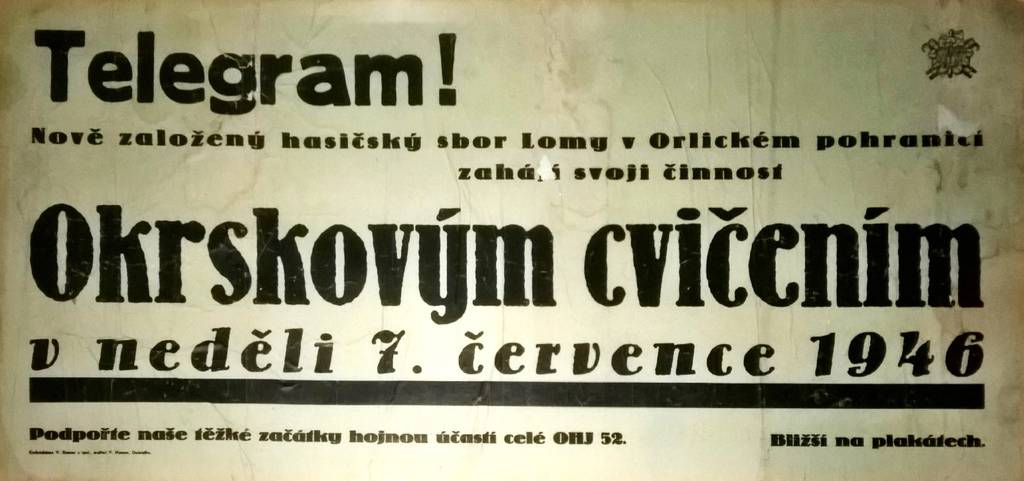 Telegram!
Nově založený hasičský sbor Lomy v Orlickém pohraničí
zahájí svoji činnost
Okrskovým cvičením
v neděli 7. července 1946
Podpořte naše těžké začátky hojnou účastí celé OHJ 52.
Bližší na plakátech.